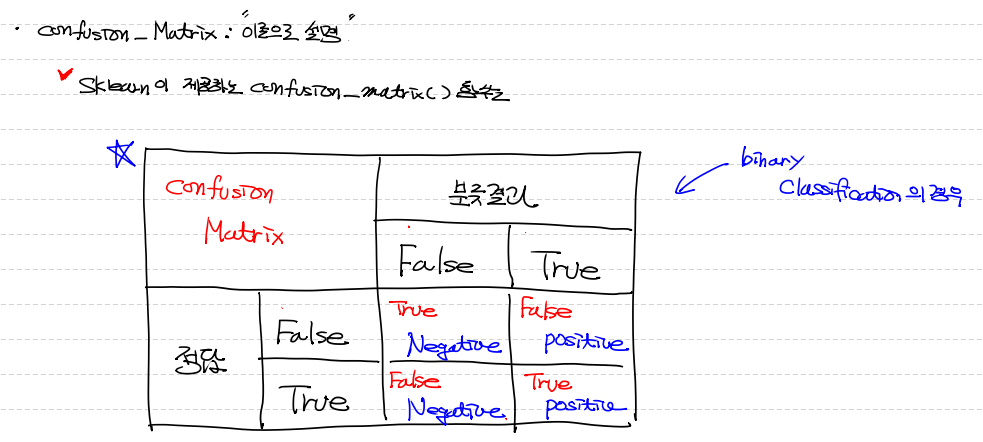 · confusion_Matrix : "이론으로 설명"
✓ Sklearn이 제공하는 confusion_matrix() 함수는
☆
binary
classification의 경우
Confusion
Matrix
분류결과
False True
정답
False
True Negative
False positive
True
False Negative
True positive